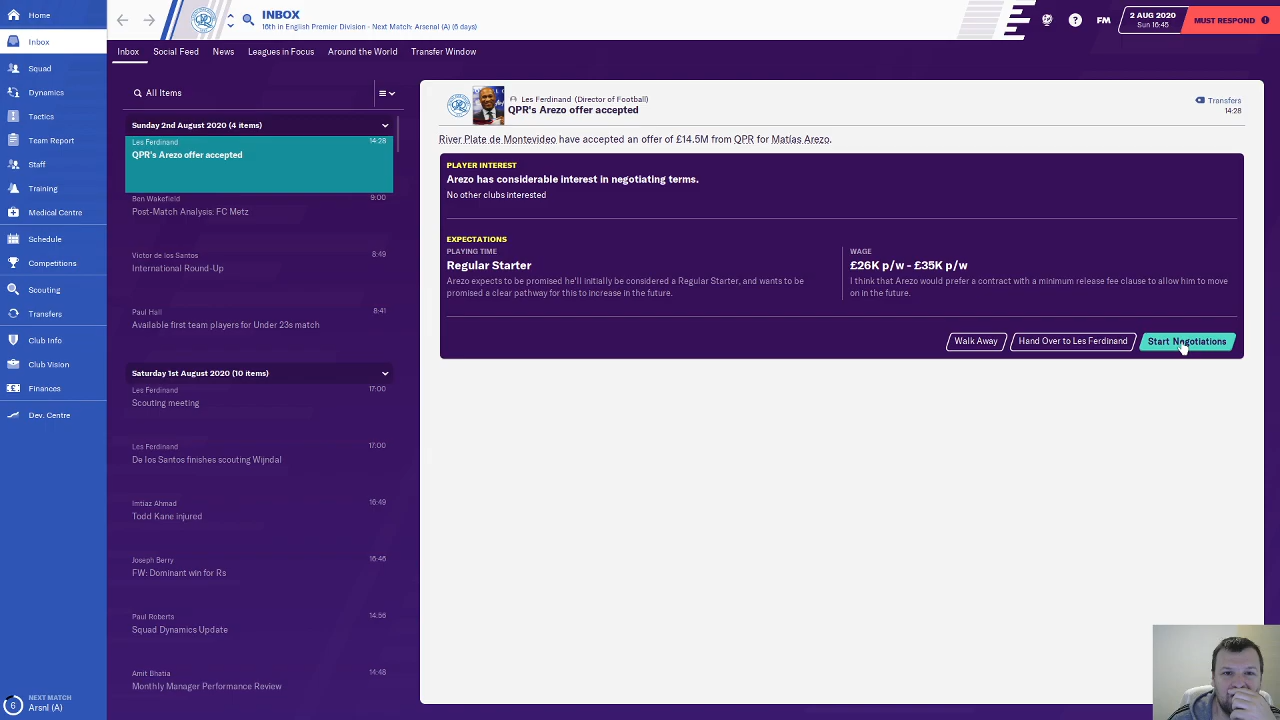 Home
Inbox
Squad
Dynamics
Tactics
Team Report
Staff
Training
Medical Centre
Schedule
Competitions
Scouting
Transfers
Club Info
Club Vision
Finances
Dev. Centre
6
NEXT MATCH
Arsnl (A)
INBOX
16th in English Premier Division - Next Match: Arsenal (A) (6 days)
FM
2 AUG 2020
Sun 16:45
MUST RESPOND
Inbox
Social Feed
News
Leagues in Focus
Around the World
Transfer Window
All Items
Sunday 2nd August 2020 (4 items)
Les Ferdinand
14:28
QPR's Arezo offer accepted
Ben Wakefield
9:00
Post-Match Analysis: FC Metz
Victor de los Santos
8:49
International Round-Up
Paul Hall
8:41
Available first team players for Under 23s match
Saturday 1st August 2020 (10 items)
Les Ferdinand
17:00
Scouting meeting
Les Ferdinand
17:00
De los Santos finishes scouting Wijndal
Imtiaz Ahmad
16:49
Todd Kane injured
Joseph Berry
16:46
FW: Dominant win for Rs
Paul Roberts
14:56
Squad Dynamics Update
Amit Bhatia
14:48
Monthly Manager Performance Review
Les Ferdinand (Director of Football)
QPR's Arezo offer accepted
Transfers
14:28
River Plate de Montevideo have accepted an offer of £14.5M from QPR for Matías Arezo.
PLAYER INTEREST
Arezo has considerable interest in negotiating terms.
No other clubs interested
EXPECTATIONS
PLAYING TIME
Regular Starter
Arezo expects to be promised he'll initially be considered a Regular Starter, and wants to be
promised a clear pathway for this to increase in the future.
WAGE
£26K p/w - £35K p/w
I think that Arezo would prefer a contract with a minimum release fee clause to allow him to move
on in the future.
Walk Away
Hand Over to Les Ferdinand
Start Negotiations